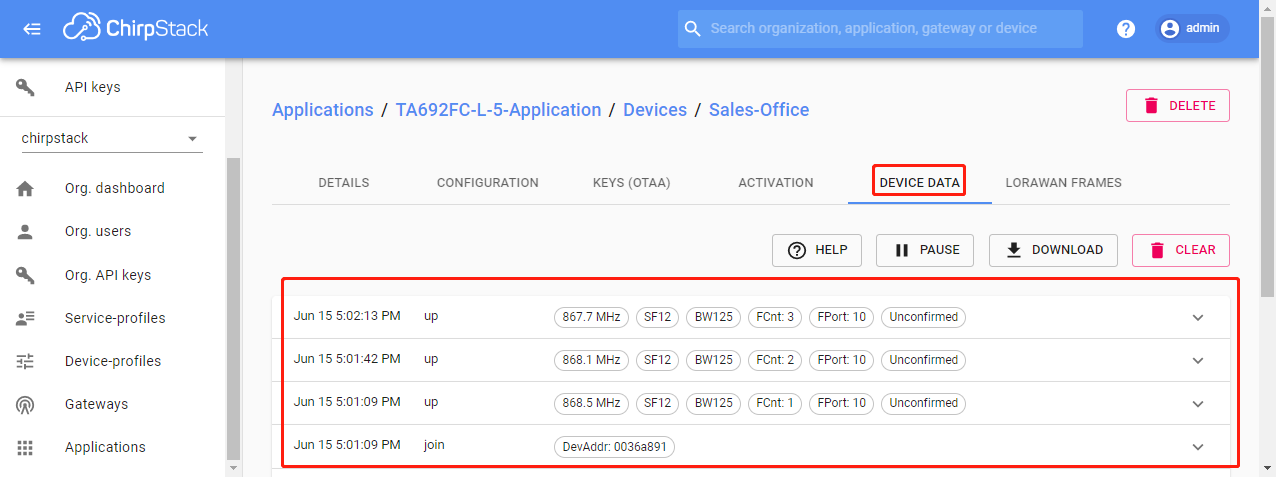 ChirpStack
Search organization, application, gateway or device
? admin
API keys
chirpstack
Org. dashboard
Org. users
Org. API keys
Service-profiles
Device-profiles
Gateways
Applications
Applications / TA692FC-L-5-Application / Devices / Sales-Office
DELETE
DETAILS CONFIGURATION KEYS (OTAA) ACTIVATION DEVICE DATA LORAWAN FRAMES
? HELP PAUSE DOWNLOAD CLEAR
Jun 15 5:02:13 PM up 867.7 MHz SF12 BW125 FCnt: 3 FPort: 10 Unconfirmed
Jun 15 5:01:42 PM up 868.1 MHz SF12 BW125 FCnt: 2 FPort: 10 Unconfirmed
Jun 15 5:01:09 PM up 868.5 MHz SF12 BW125 FCnt: 1 FPort: 10 Unconfirmed
Jun 15 5:01:09 PM join DevAddr: 0036a891